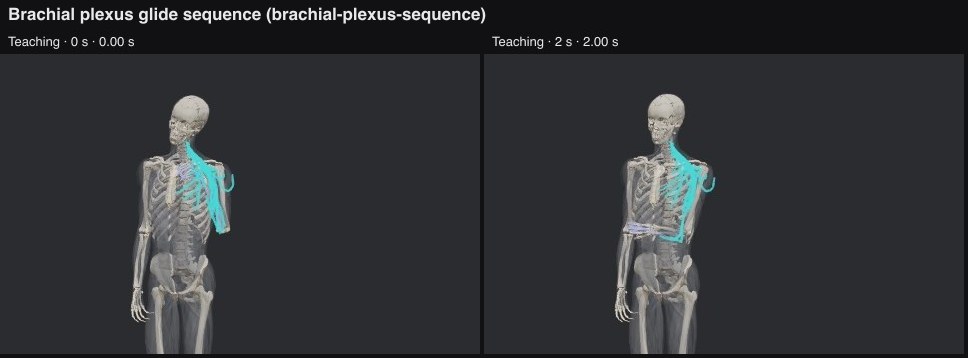 Brachial plexus glide sequence (brachial-plexus-sequence)
Teaching · 0 s · 0.00 s
Teaching · 2 s · 2.00 s